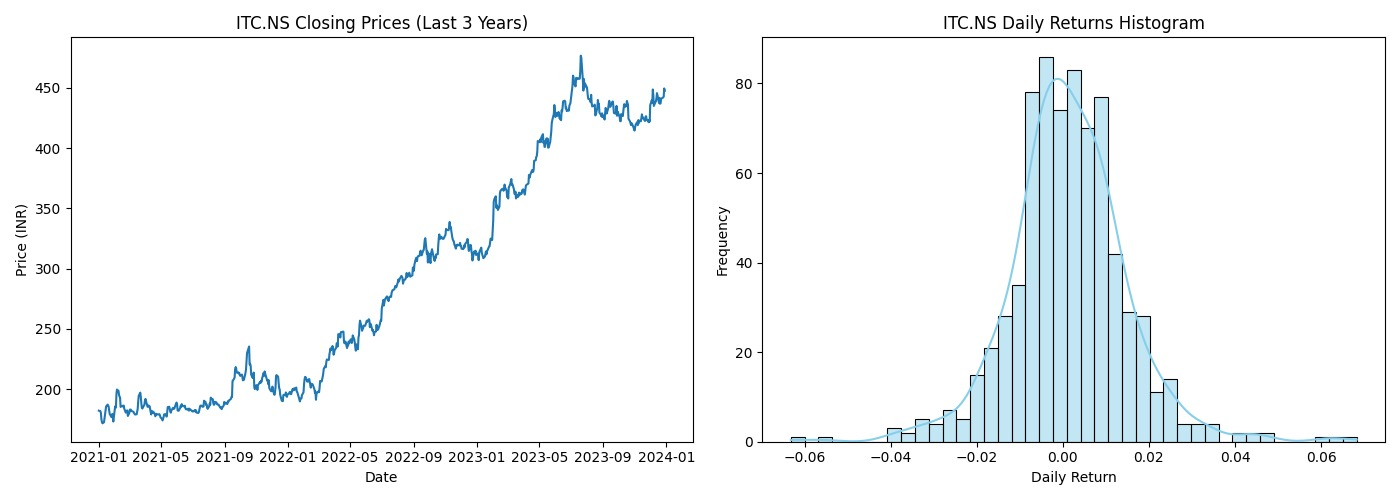 ITC.NS Closing Prices (Last 3 Years)
Price (INR)
450
400
350
300
250
200
2021-01 2021-05 2021-09 2022-01 2022-05 2022-09 2023-01 2023-05 2023-09 2024-01
Date
ITC.NS Daily Returns Histogram
Frequency
80
60
40
20
0
−0.06 −0.04 −0.02 0.00 0.02 0.04 0.06
Daily Return